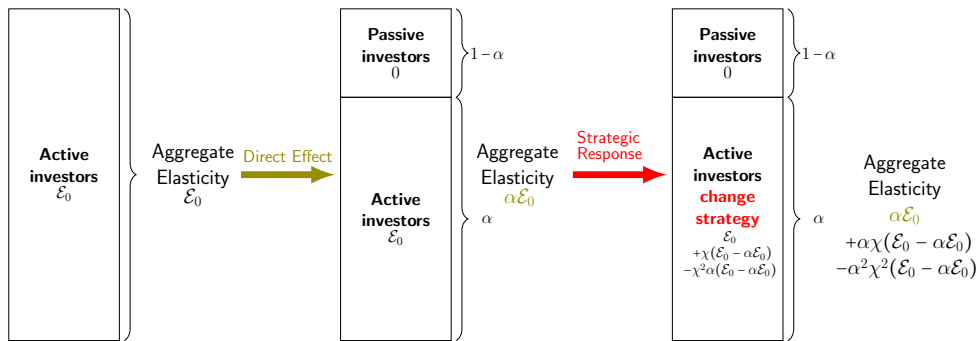 Active
investors
ℰ₀
Aggregate
Elasticity
ℰ₀
Direct Effect
Passive
investors
0
1 − α
Active
investors
ℰ₀
α
Aggregate
Elasticity
αℰ₀
Strategic
Response
Passive
investors
0
1 − α
Active
investors
change
strategy
ℰ₀
+χ(ℰ₀ − αℰ₀)
−χ²α(ℰ₀ − αℰ₀)
α
Aggregate
Elasticity
αℰ₀
+αχ(ℰ₀ − αℰ₀)
−α²χ²(ℰ₀ − αℰ₀)